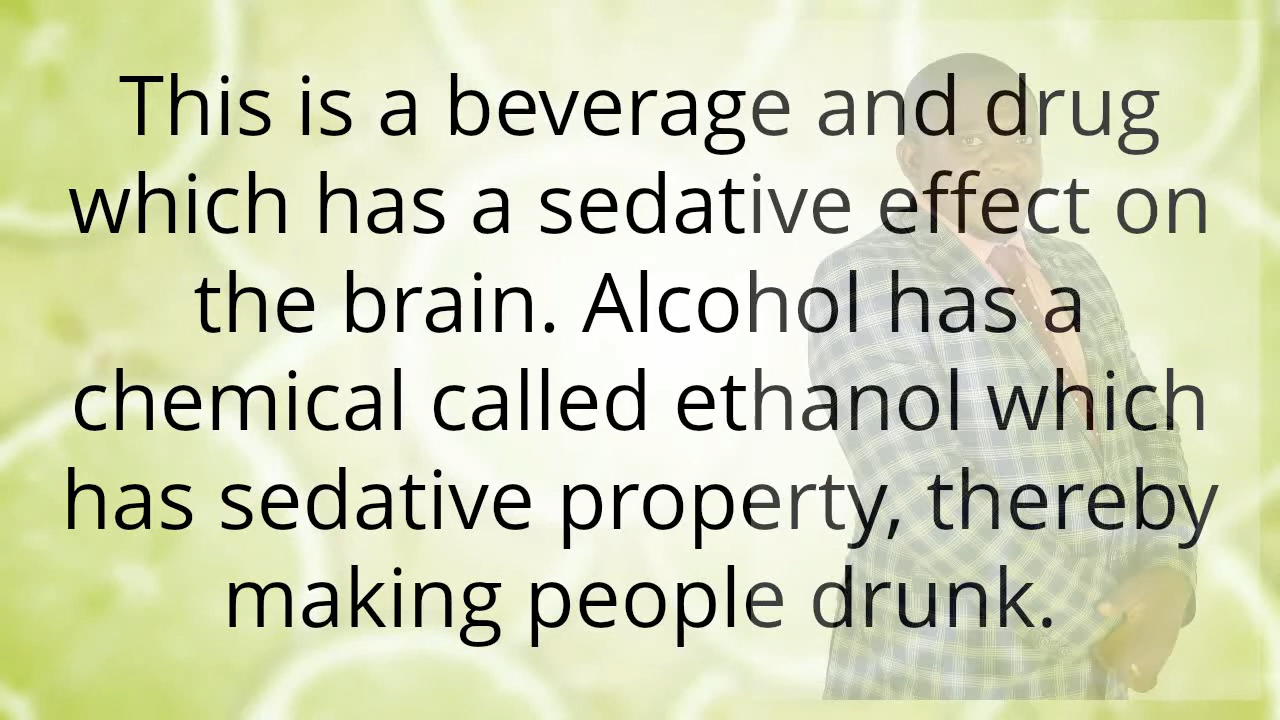 This is a beverage and drug
which has a sedative effect on
the brain. Alcohol has a
chemical called ethanol which
has sedative property, thereby
making people drunk.